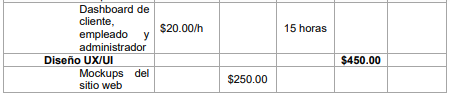 Dashboard de
cliente,
empleado y
administrador
$20.00/h
15 horas
Diseño UX/UI
$450.00
Mockups del
sitio web
$250.00